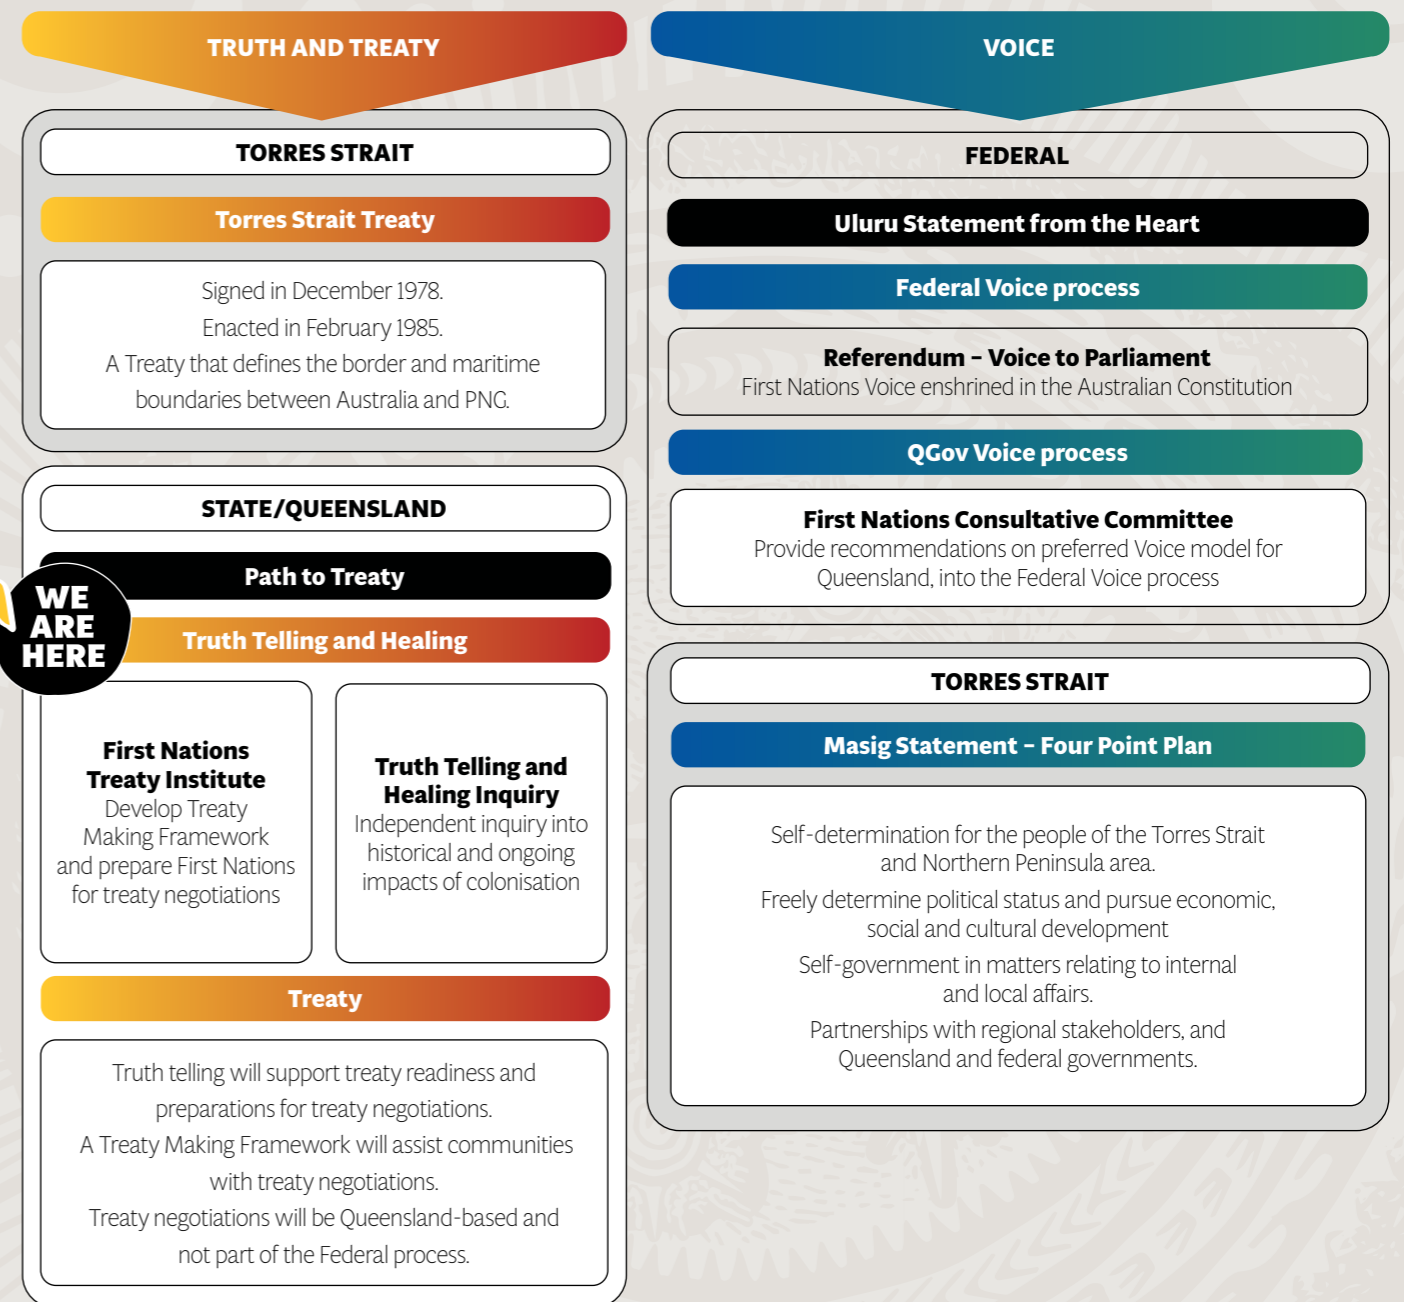 TRUTH AND TREATY
TORRES STRAIT
Torres Strait Treaty
Signed in December 1978.
Enacted in February 1985.
A Treaty that defines the border and maritime
boundaries between Australia and PNG.
STATE/QUEENSLAND
Path to Treaty
WE
ARE
HERE
Truth Telling and Healing
First Nations
Treaty Institute
Develop Treaty
Making Framework
and prepare First Nations
for treaty negotiations
Truth Telling and
Healing Inquiry
Independent inquiry into
historical and ongoing
impacts of colonisation
Treaty
Truth telling will support treaty readiness and
preparations for treaty negotiations.
A Treaty Making Framework will assist communities
with treaty negotiations.
Treaty negotiations will be Queensland-based and
not part of the Federal process.
VOICE
FEDERAL
Uluru Statement from the Heart
Federal Voice process
Referendum – Voice to Parliament
First Nations Voice enshrined in the Australian Constitution
QGov Voice process
First Nations Consultative Committee
Provide recommendations on preferred Voice model for
Queensland, into the Federal Voice process
TORRES STRAIT
Masig Statement – Four Point Plan
Self-determination for the people of the Torres Strait
and Northern Peninsula area.
Freely determine political status and pursue economic,
social and cultural development
Self-government in matters relating to internal
and local affairs.
Partnerships with regional stakeholders, and
Queensland and federal governments.